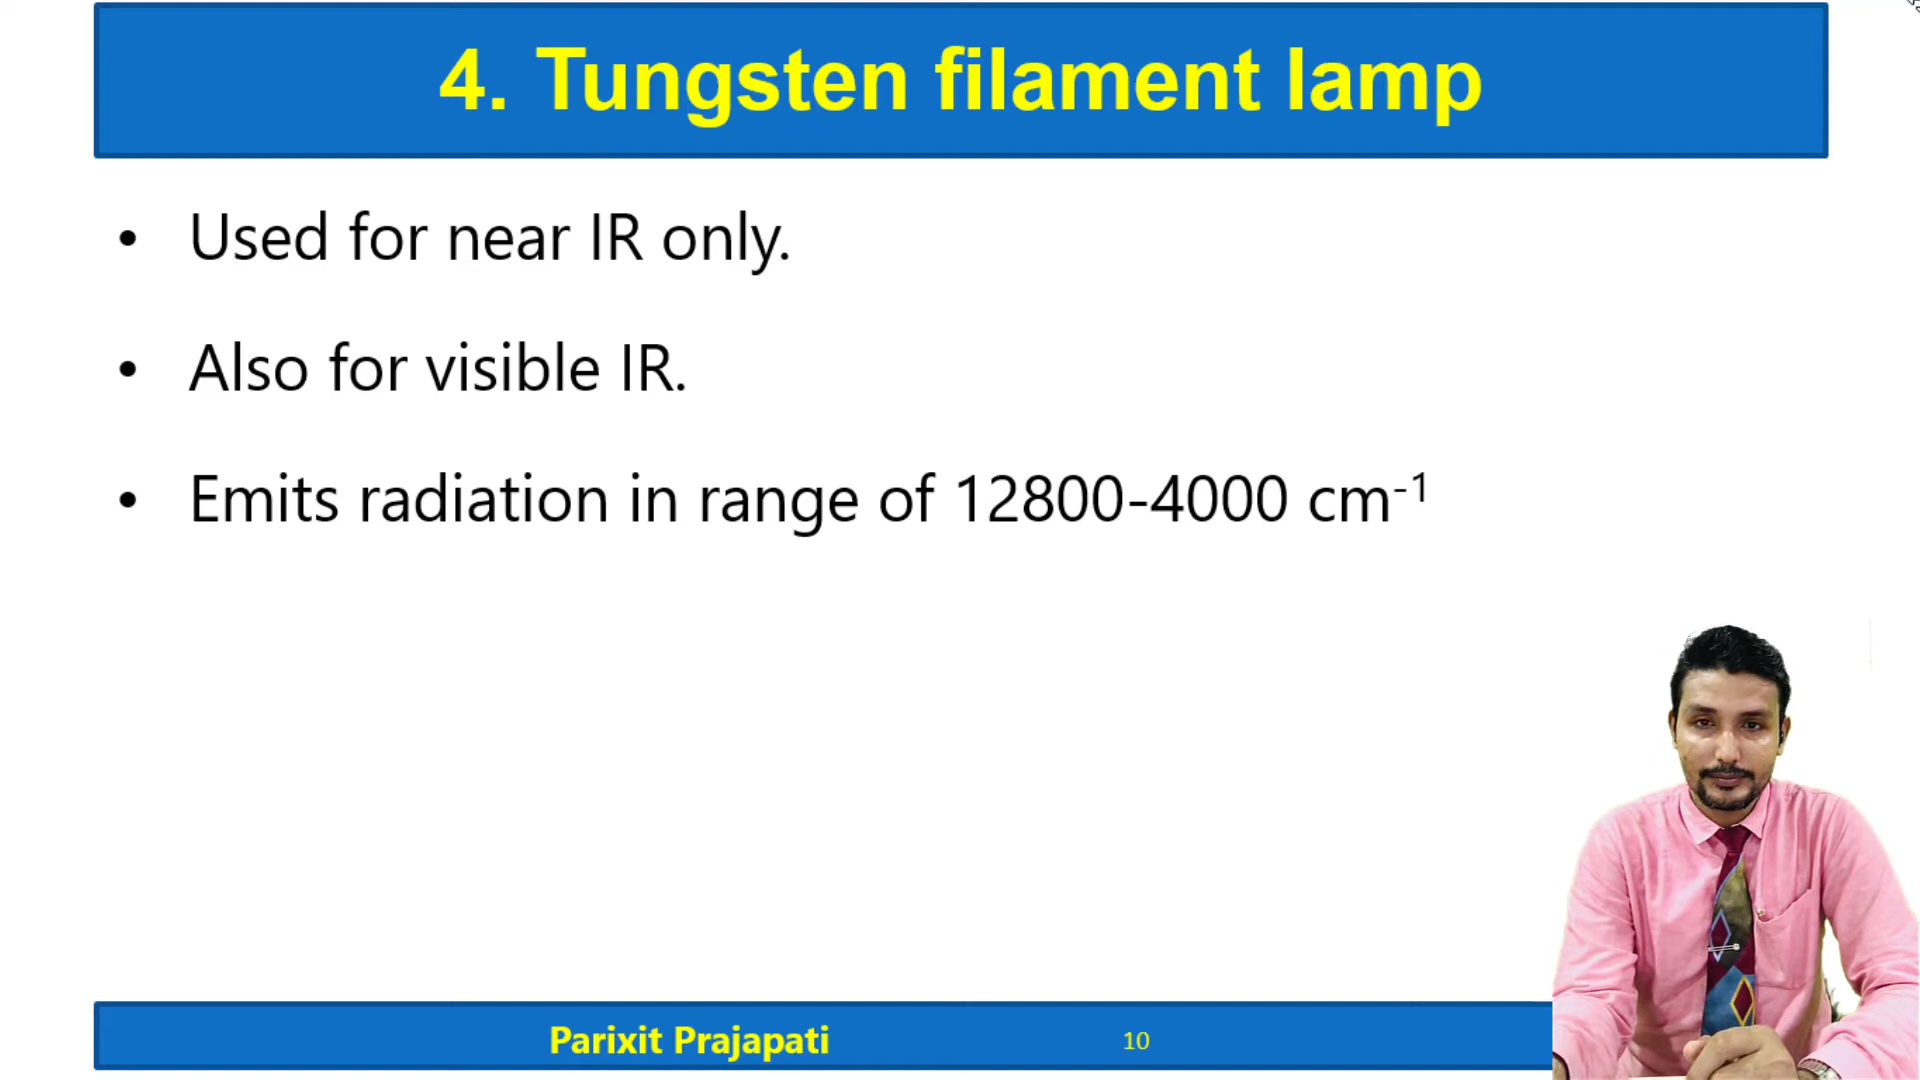 4. Tungsten filament lamp
• Used for near IR only.
• Also for visible IR.
• Emits radiation in range of 12800-4000 cm⁻¹
Parixit Prajapati
10